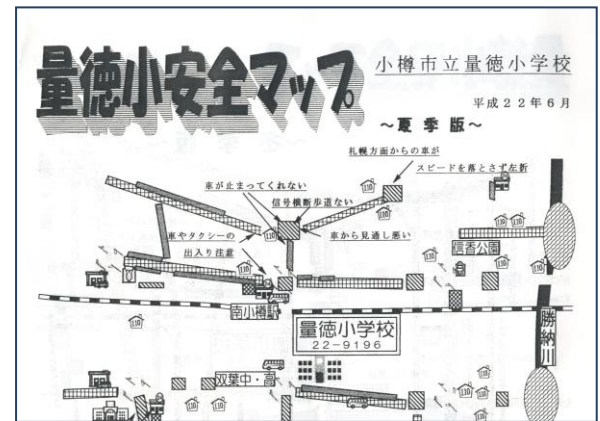 量徳小安全マップ
小樽市立量徳小学校
平成22年6月
~夏季版~
札幌方面からの車が
スピードを落とさず左折
車が止まってくれない
信号横断歩道ない
車やタクシーの
出入り注意
車から見通し悪い
信香公園
南小樽駅
量徳小学校
22-9196
勝納川
双葉中・高